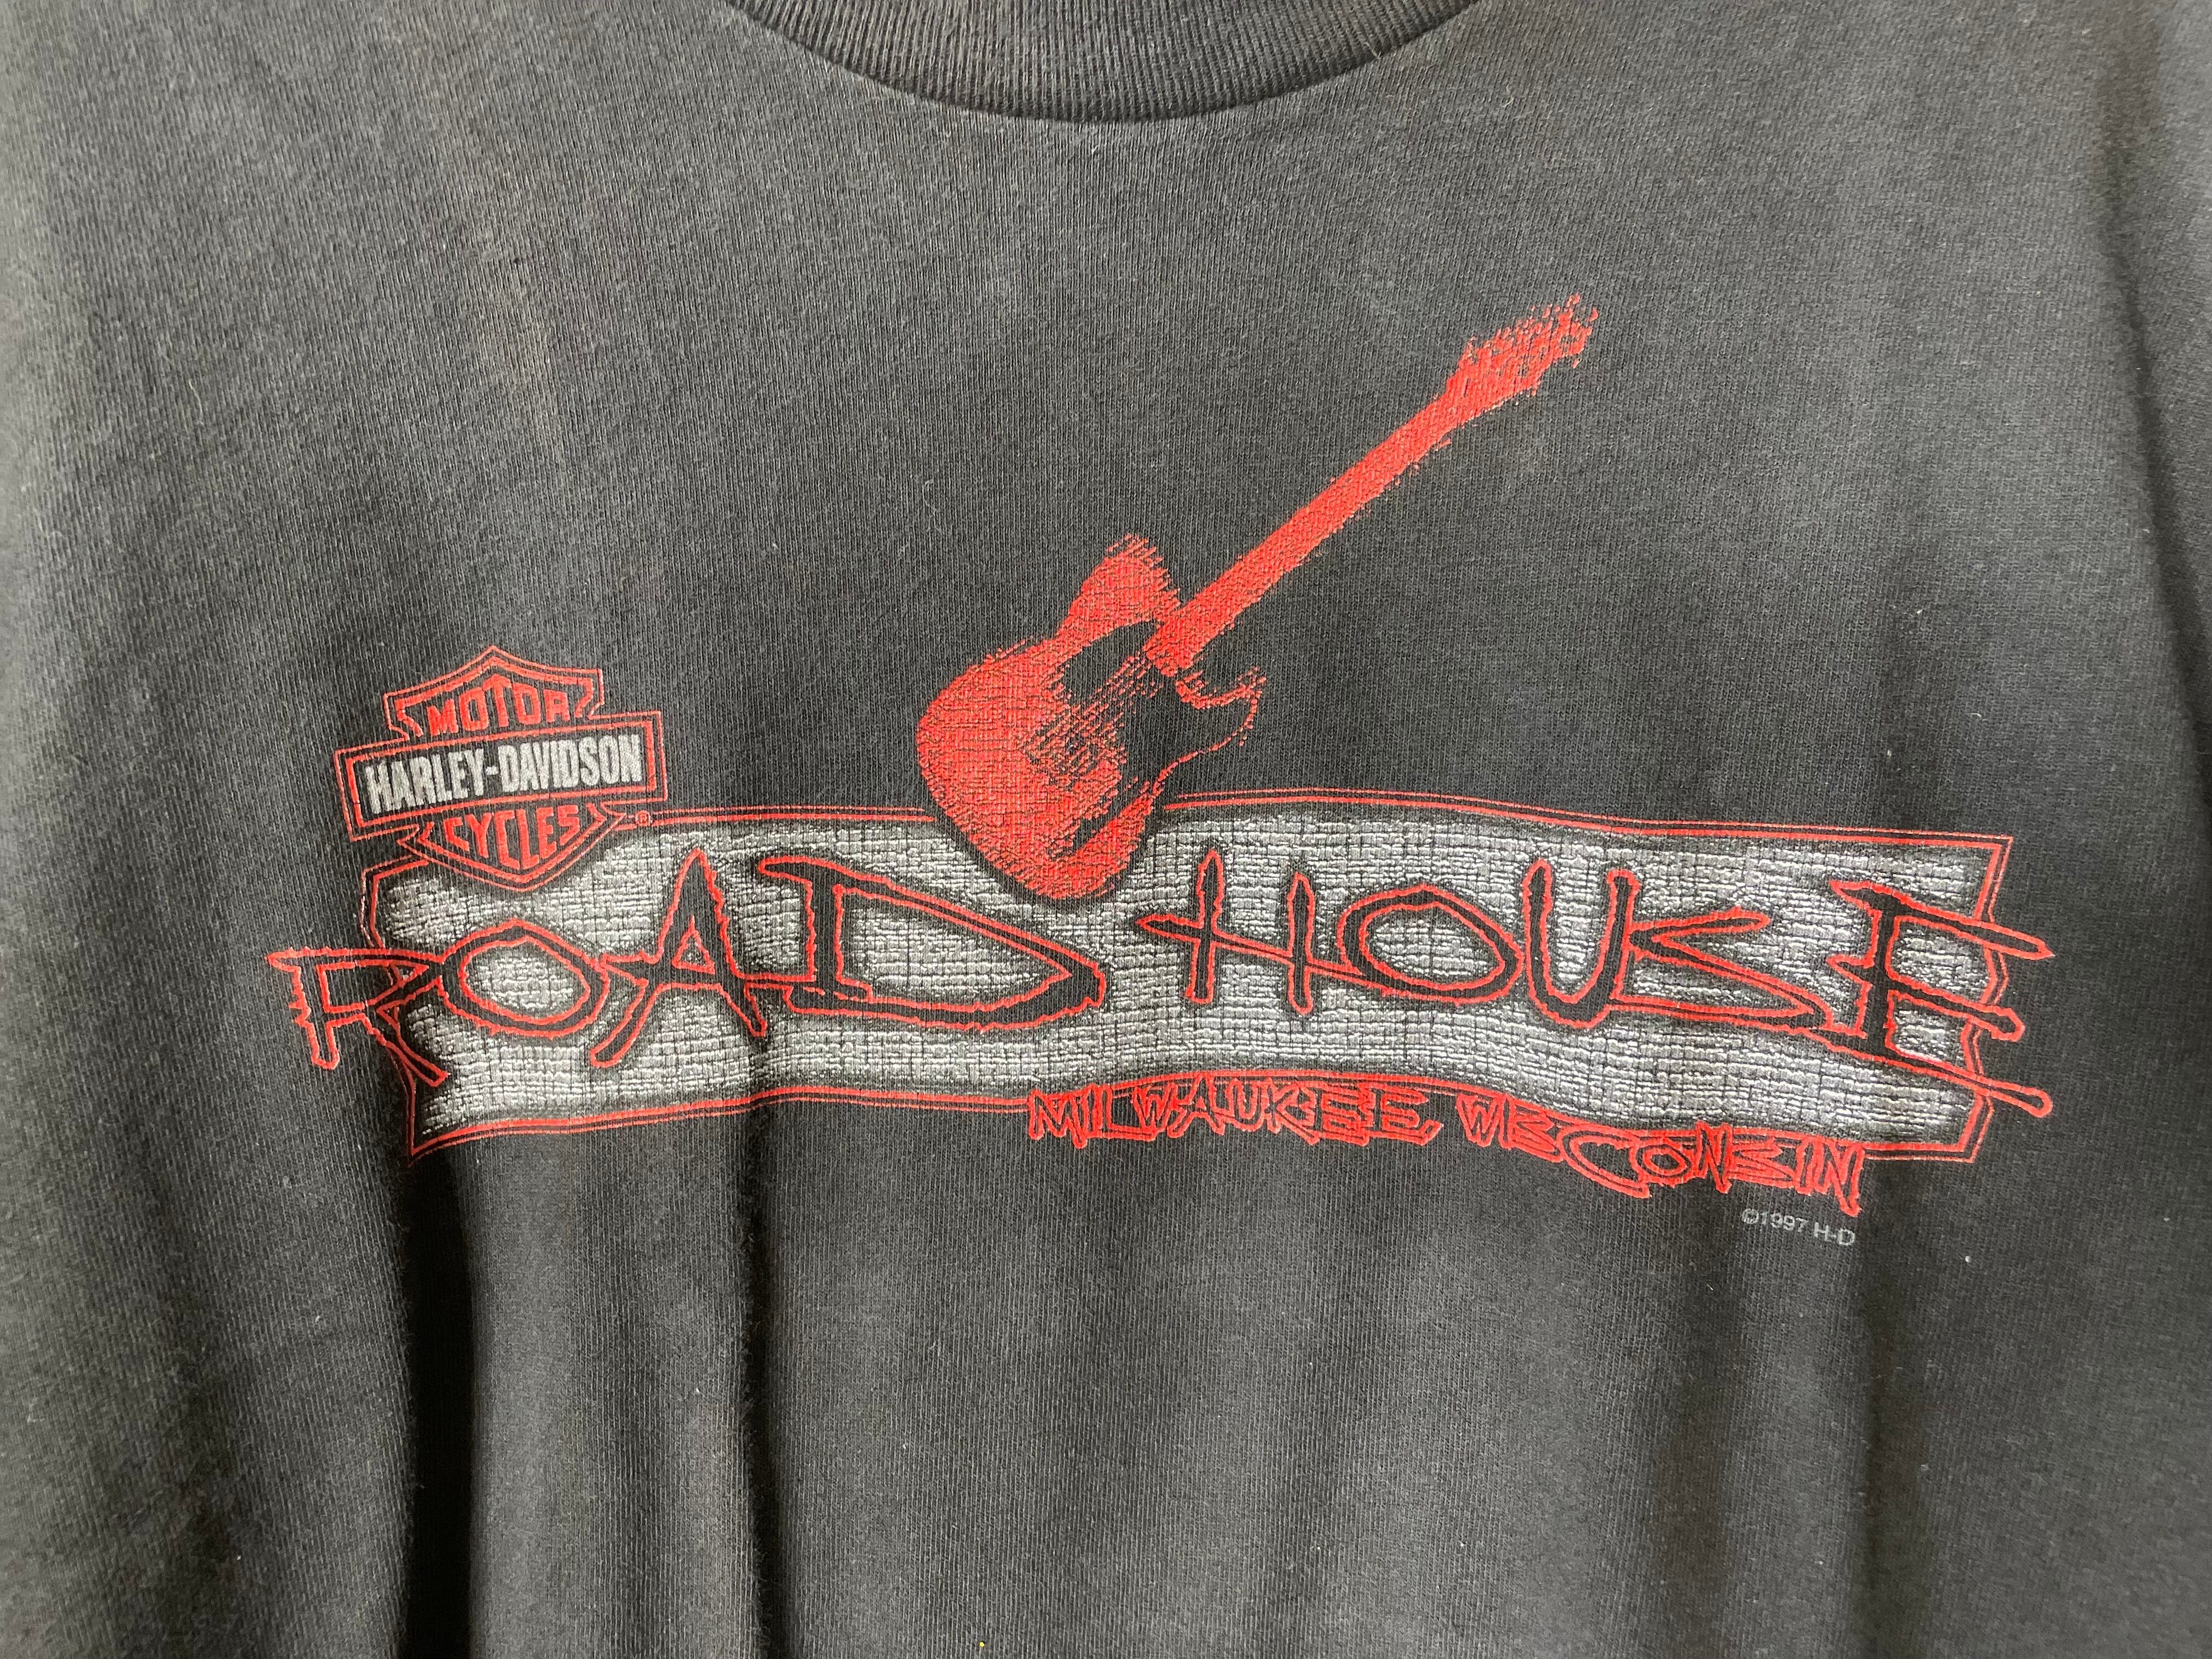 MOTOR
HARLEY-DAVIDSON
CYCLES®
ROAD HOUSE
MILWAUKEE, WISCONSIN
©1997 H-D